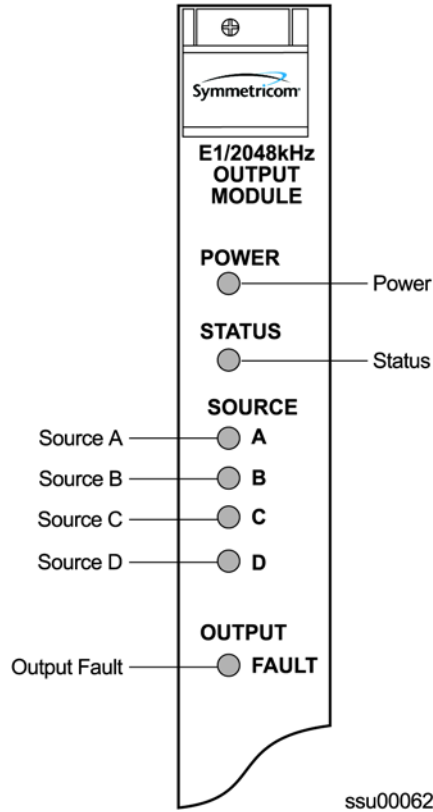 Symmetricom
E1/2048kHz
OUTPUT
MODULE
POWER
Power
STATUS
Status
SOURCE
Source A
A
Source B
B
Source C
C
Source D
D
OUTPUT
Output Fault
FAULT
ssu00062